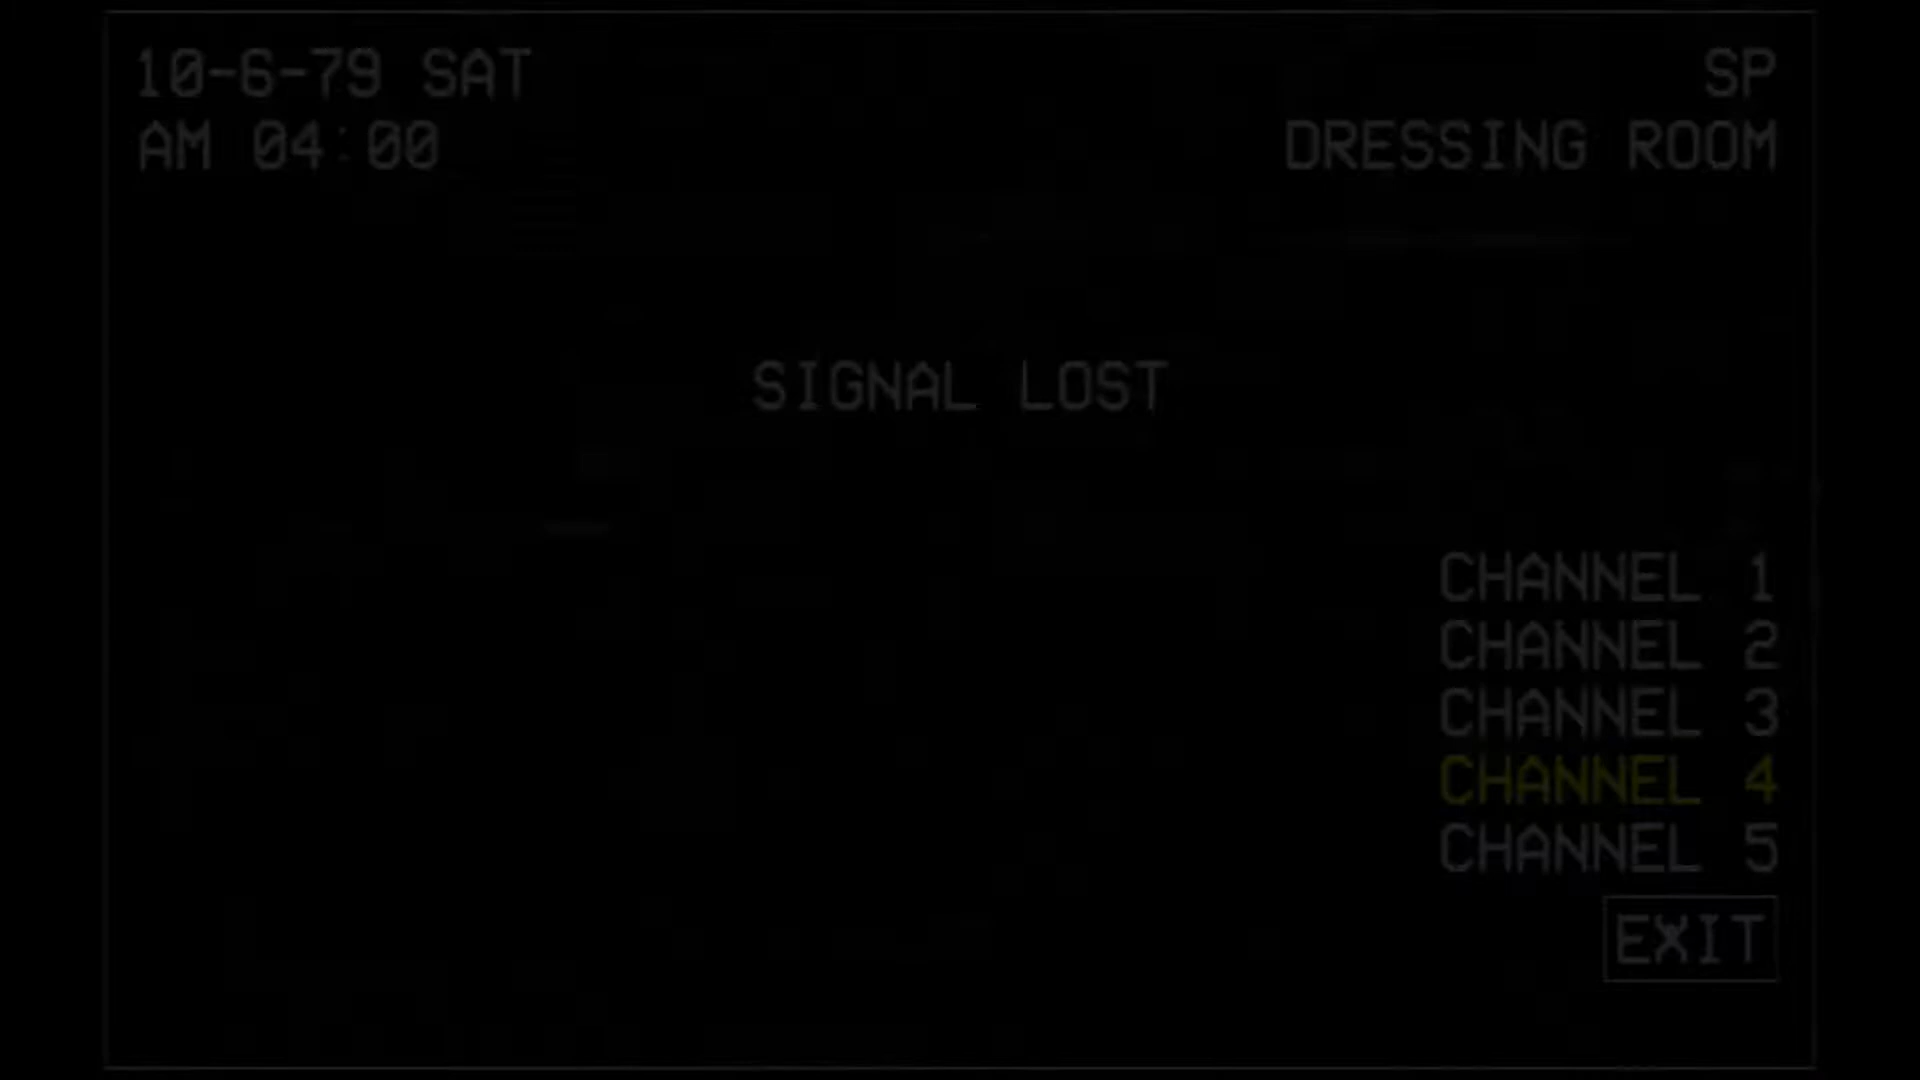 10-6-79 SAT
SP
AM 04:00
DRESSING ROOM
SIGNAL LOST
CHANNEL 1
CHANNEL 2
CHANNEL 3
CHANNEL 4
CHANNEL 5
EXIT